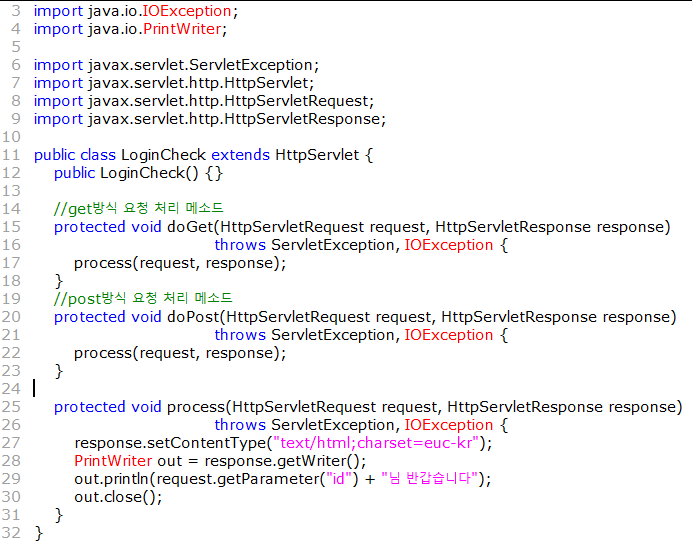 3 import java.io.IOException;
4 import java.io.PrintWriter;
5
6 import javax.servlet.ServletException;
7 import javax.servlet.http.HttpServlet;
8 import javax.servlet.http.HttpServletRequest;
9 import javax.servlet.http.HttpServletResponse;
10
11 public class LoginCheck extends HttpServlet {
12 public LoginCheck() {}
13
14 //get방식 요청 처리 메소드
15 protected void doGet(HttpServletRequest request, HttpServletResponse response)
16 throws ServletException, IOException {
17 process(request, response);
18 }
19 //post방식 요청 처리 메소드
20 protected void doPost(HttpServletRequest request, HttpServletResponse response)
21 throws ServletException, IOException {
22 process(request, response);
23 }
24
25 protected void process(HttpServletRequest request, HttpServletResponse response)
26 throws ServletException, IOException {
27 response.setContentType("text/html;charset=euc-kr");
28 PrintWriter out = response.getWriter();
29 out.println(request.getParameter("id") + "님 반갑습니다");
30 out.close();
31 }
32 }